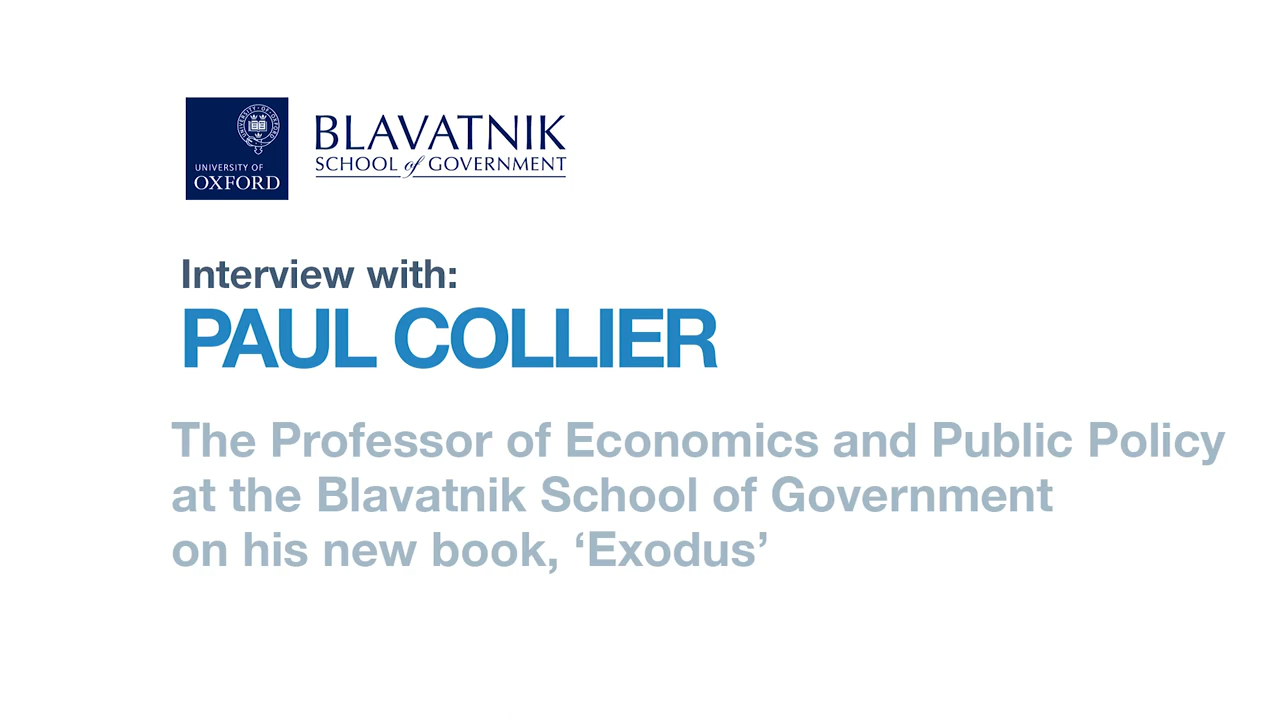 UNIVERSITY OF
OXFORD
BLAVATNIK
SCHOOL of GOVERNMENT
Interview with:
PAUL COLLIER
The Professor of Economics and Public Policy
at the Blavatnik School of Government
on his new book, ‘Exodus’